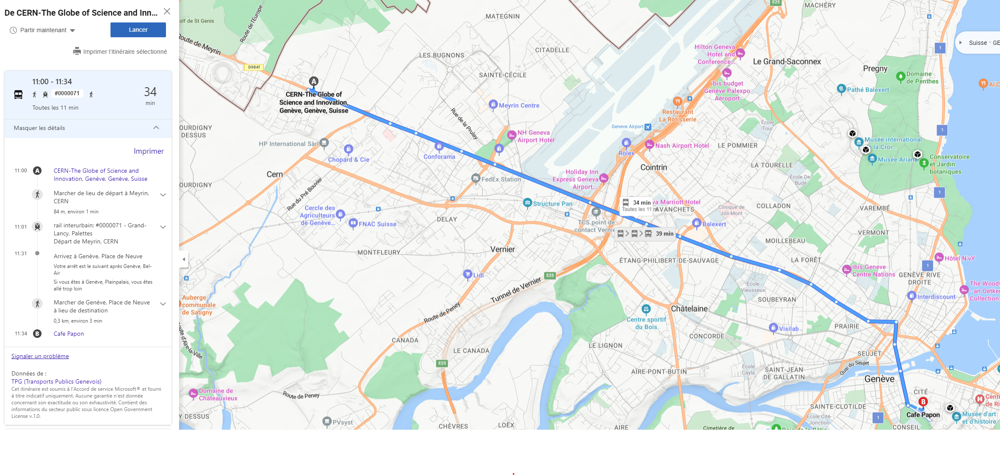 De CERN-The Globe of Science and Inn...
Partir maintenant
Lancer
Imprimer l'itinéraire sélectionné
11:00 - 11:34
#0000071
34
min
Toutes les 11 min
Masquer les détails
Imprimer
11:00
A
CERN-The Globe of Science and
Innovation, Genève, Genève, Suisse
Marcher de lieu de départ à Meyrin,
CERN
84 m, environ 1 min
11:01
rail interurbain: #0000071 - Grand-
Lancy, Palettes
Départ de Meyrin, CERN
11:31
Arrivez à Genève, Place de Neuve
Votre arrêt est le suivant après Genève, Bel-
Air
Si vous êtes à Genève, Plainpalais, vous êtes
allé trop loin
Marcher de Genève, Place de Neuve
à lieu de destination
0,3 km, environ 3 min
11:34
B
Cafe Papon
Signaler un problème
Données de :
TPG (Transports Publics Genevois)
Cet itinéraire est soumis à l'Accord de service Microsoft® et fourni
à titre indicatif uniquement. Aucune garantie n'est donnée
concernant son exactitude ou son exhaustivité. Contient des
informations du secteur public sous licence Open Government
License v.1.0.
olf de St Genis
Route de l'Europe
Route de Meyrin
D984f
MATEGNIN
LES BUGNONS
CITADELLE
SAINTE-CÉCILE
E25
MACHÉRY
Suisse · GE
1
Hilton Geneva
Hotel and
Conference...
Le Grand-Saconnex
Pregny
Domaine
de Penthes
ibis budget
Genève Palexpo
Aéroport
Pathé Balexert
Al'C
A
CERN-The Globe of
Science and Innovation,
Genève, Genève, Suisse
Meyrin Centre
Restaurant
La Rôtisserie
Rue de la Prulay
OURDIGNY
DESSUS
Geneve Airport
École
Tour
1
NH Geneva
Airport Hotel
HP International Sàrl
Chopard & Cie
Conforama
Rolex
Nash Airport Hotel
LE POMMIER
Musée international
la Croi...
Musée Ariana
Conservatoire
et Jardin
botaniques
LA TOURELLE
Cointrin
Cern
Holiday Inn
Express Geneva
Airport,...
FedEx Station
École De-
Budé
OURDIGNY
Rue du Pré Bouvier
1
Structure Pan
34 min
Toutes les 11 m
va Marriott Hotel
AVANCHETS
Clinique de
Joli-Mont
COLLADON
VAREMBÉ
Cercle des
Agriculteurs
de Genève...
FNAC Suisse
DELAY
TCS point de
contact Vernie
Balexert
39 min
VERMONT
MOILLEBEAU
MONTFLEURY
Vernier
ÉTANG-PHILIBERT-DE-SAUVAGE
LA FORÊT
Hôtel N'vY
1
ibis Geneve
Centre Nations
GENÈVE RIVE
DROITE
Lidl
E25
Tunnel de Vernier
École
Vieusseux
The Woodw
- an Oetker
Collection...
Interdiscount
SOUBEYRAN
Auberge
communale
de Satigny
Route de Peney
Châtelaine
Centre sportif
du Bois
PRAIRIE
Visilab
CONCORDE
oute d'Aire-la-Ville
CANADA
LE CANADA
LE LIGNON
SEUJET
Quai du Seujet
E25
École
Cayla
SAINT-JEAN
DE GALLATIN
AÏRE-PONT-BUTIN
Genève
Domaine de
Châteauvieux
Route de Peney
CITÉ
B
Cafe Papon
Centr
de Ri
SAINTE-CLOTILDE
Musée d'art
et d'histoire
Y DESSUS
PVsyst
CHÈVRES
LOËX
AIRE
Cimetière de
École Cité-
Jonction
1
CONSEIL
Bois de la Bâtie